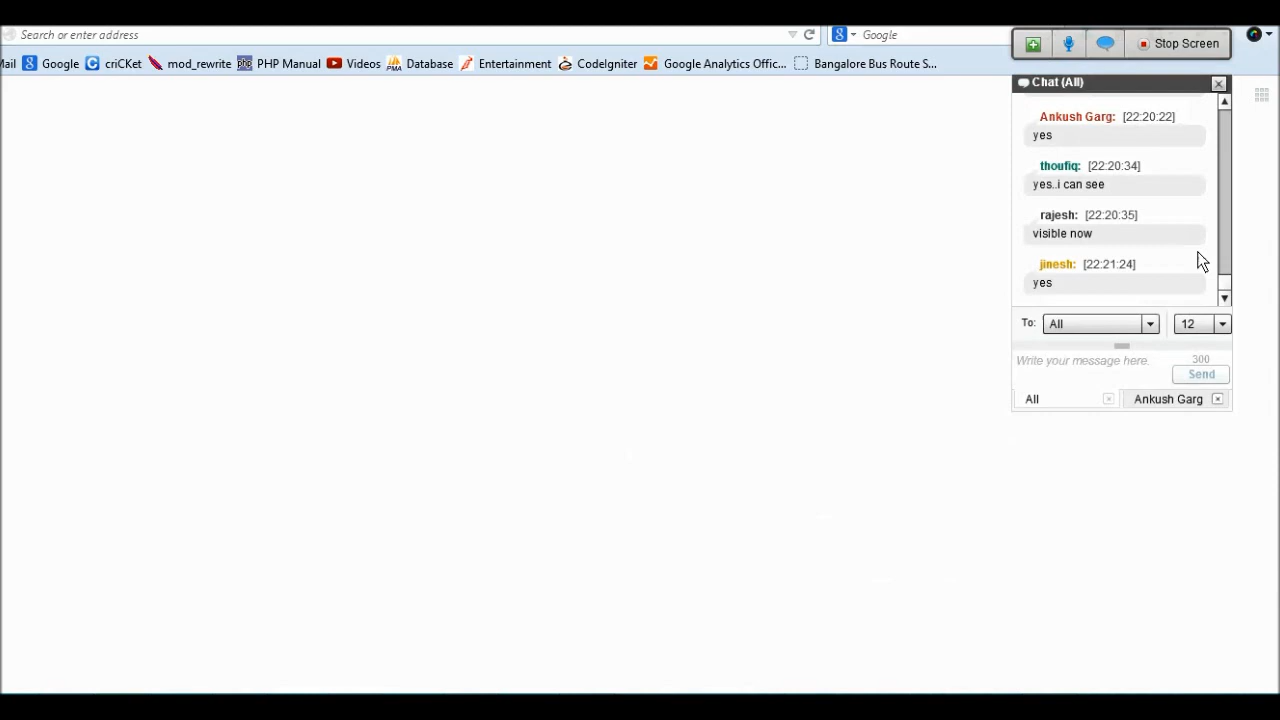 Search or enter address
Google
Stop Screen
Mail
Google
criCKet
mod_rewrite
PHP Manual
Videos
Database
Entertainment
CodeIgniter
Google Analytics Offic...
Bangalore Bus Route S...
Chat (All)
Ankush Garg: [22:20:22]
yes
thoufiq: [22:20:34]
yes..i can see
rajesh: [22:20:35]
visible now
jinesh: [22:21:24]
yes
To: All 12
Write your message here. 300
Send
All
Ankush Garg